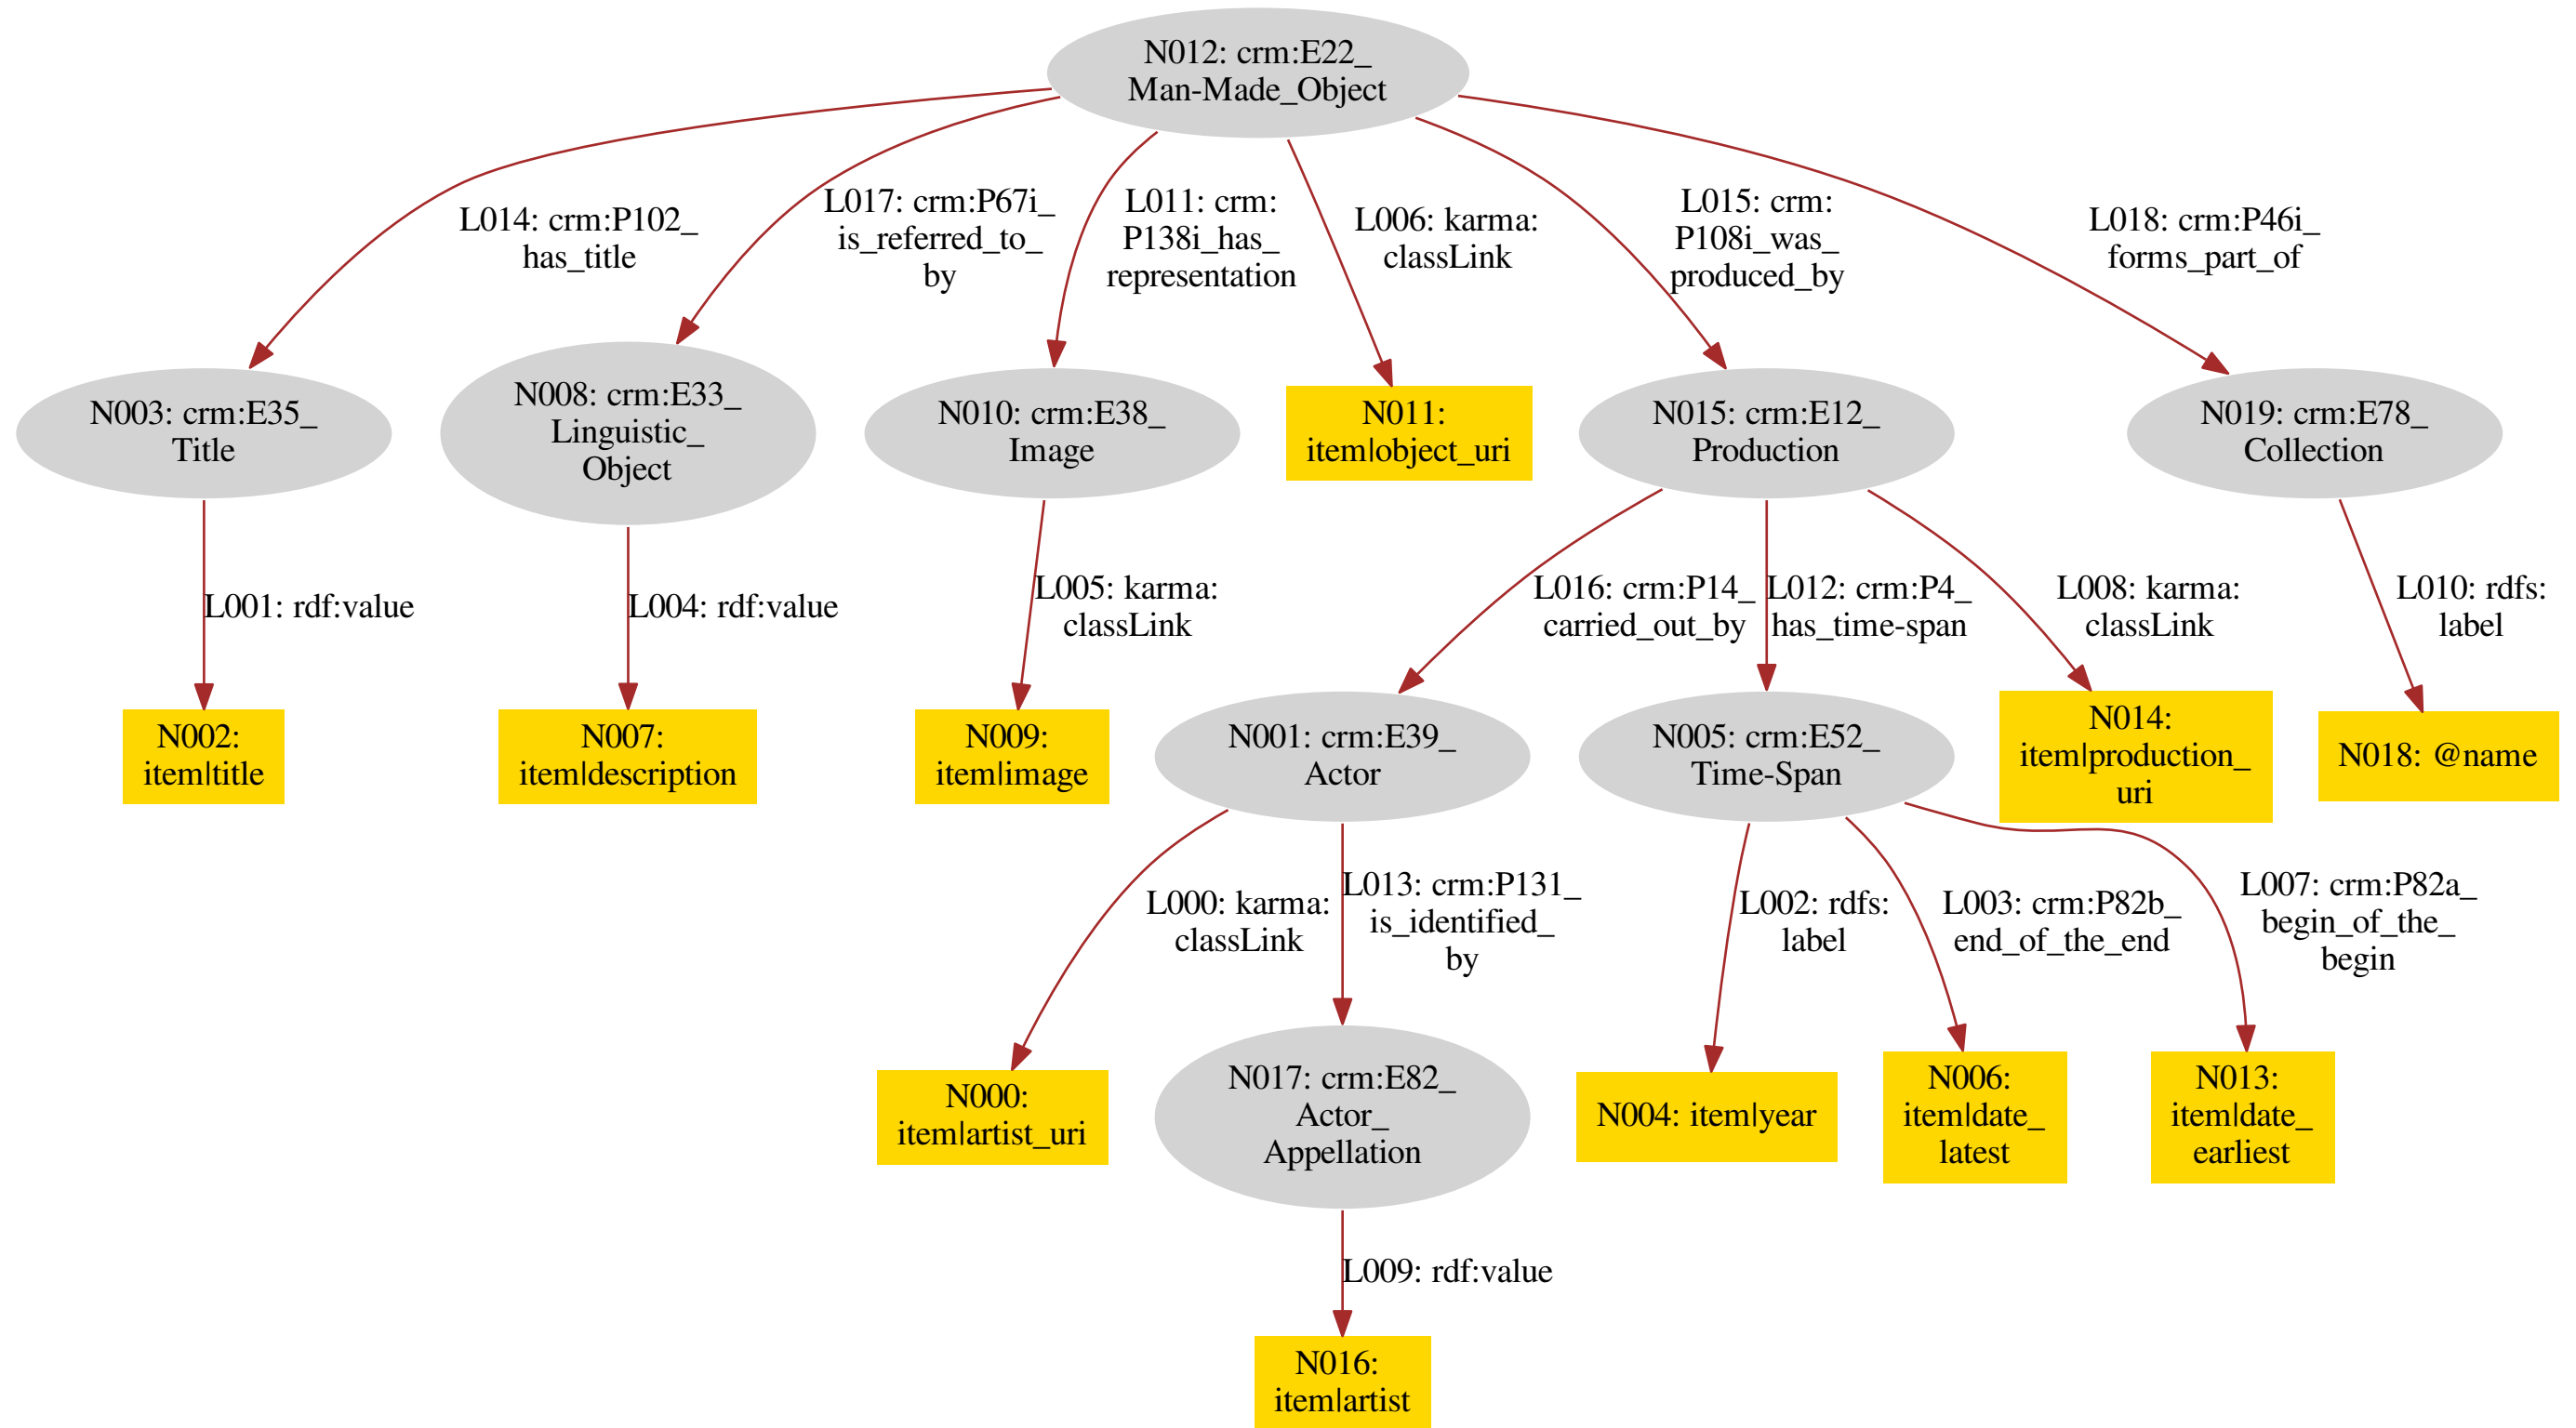 N012: crm:E22_
Man-Made_Object
L014: crm:P102_
has_title
L017: crm:P67i_
is_referred_to_
by
L011: crm:
P138i_has_
representation
L006: karma:
classLink
L015: crm:
P108i_was_
produced_by
L018: crm:P46i_
forms_part_of
N003: crm:E35_
Title
N008: crm:E33_
Linguistic_
Object
N010: crm:E38_
Image
N011:
item|object_uri
N015: crm:E12_
Production
N019: crm:E78_
Collection
L001: rdf:value
L004: rdf:value
L005: karma:
classLink
L016: crm:P14_
carried_out_by
L012: crm:P4_
has_time-span
L008: karma:
classLink
L010: rdfs:
label
N002:
item|title
N007:
item|description
N009:
item|image
N001: crm:E39_
Actor
N005: crm:E52_
Time-Span
N014:
item|production_
uri
N018: @name
L000: karma:
classLink
L013: crm:P131_
is_identified_
by
L002: rdfs:
label
L003: crm:P82b_
end_of_the_end
L007: crm:P82a_
begin_of_the_
begin
N000:
item|artist_uri
N017: crm:E82_
Actor_
Appellation
N004: item|year
N006:
item|date_
latest
N013:
item|date_
earliest
L009: rdf:value
N016:
item|artist